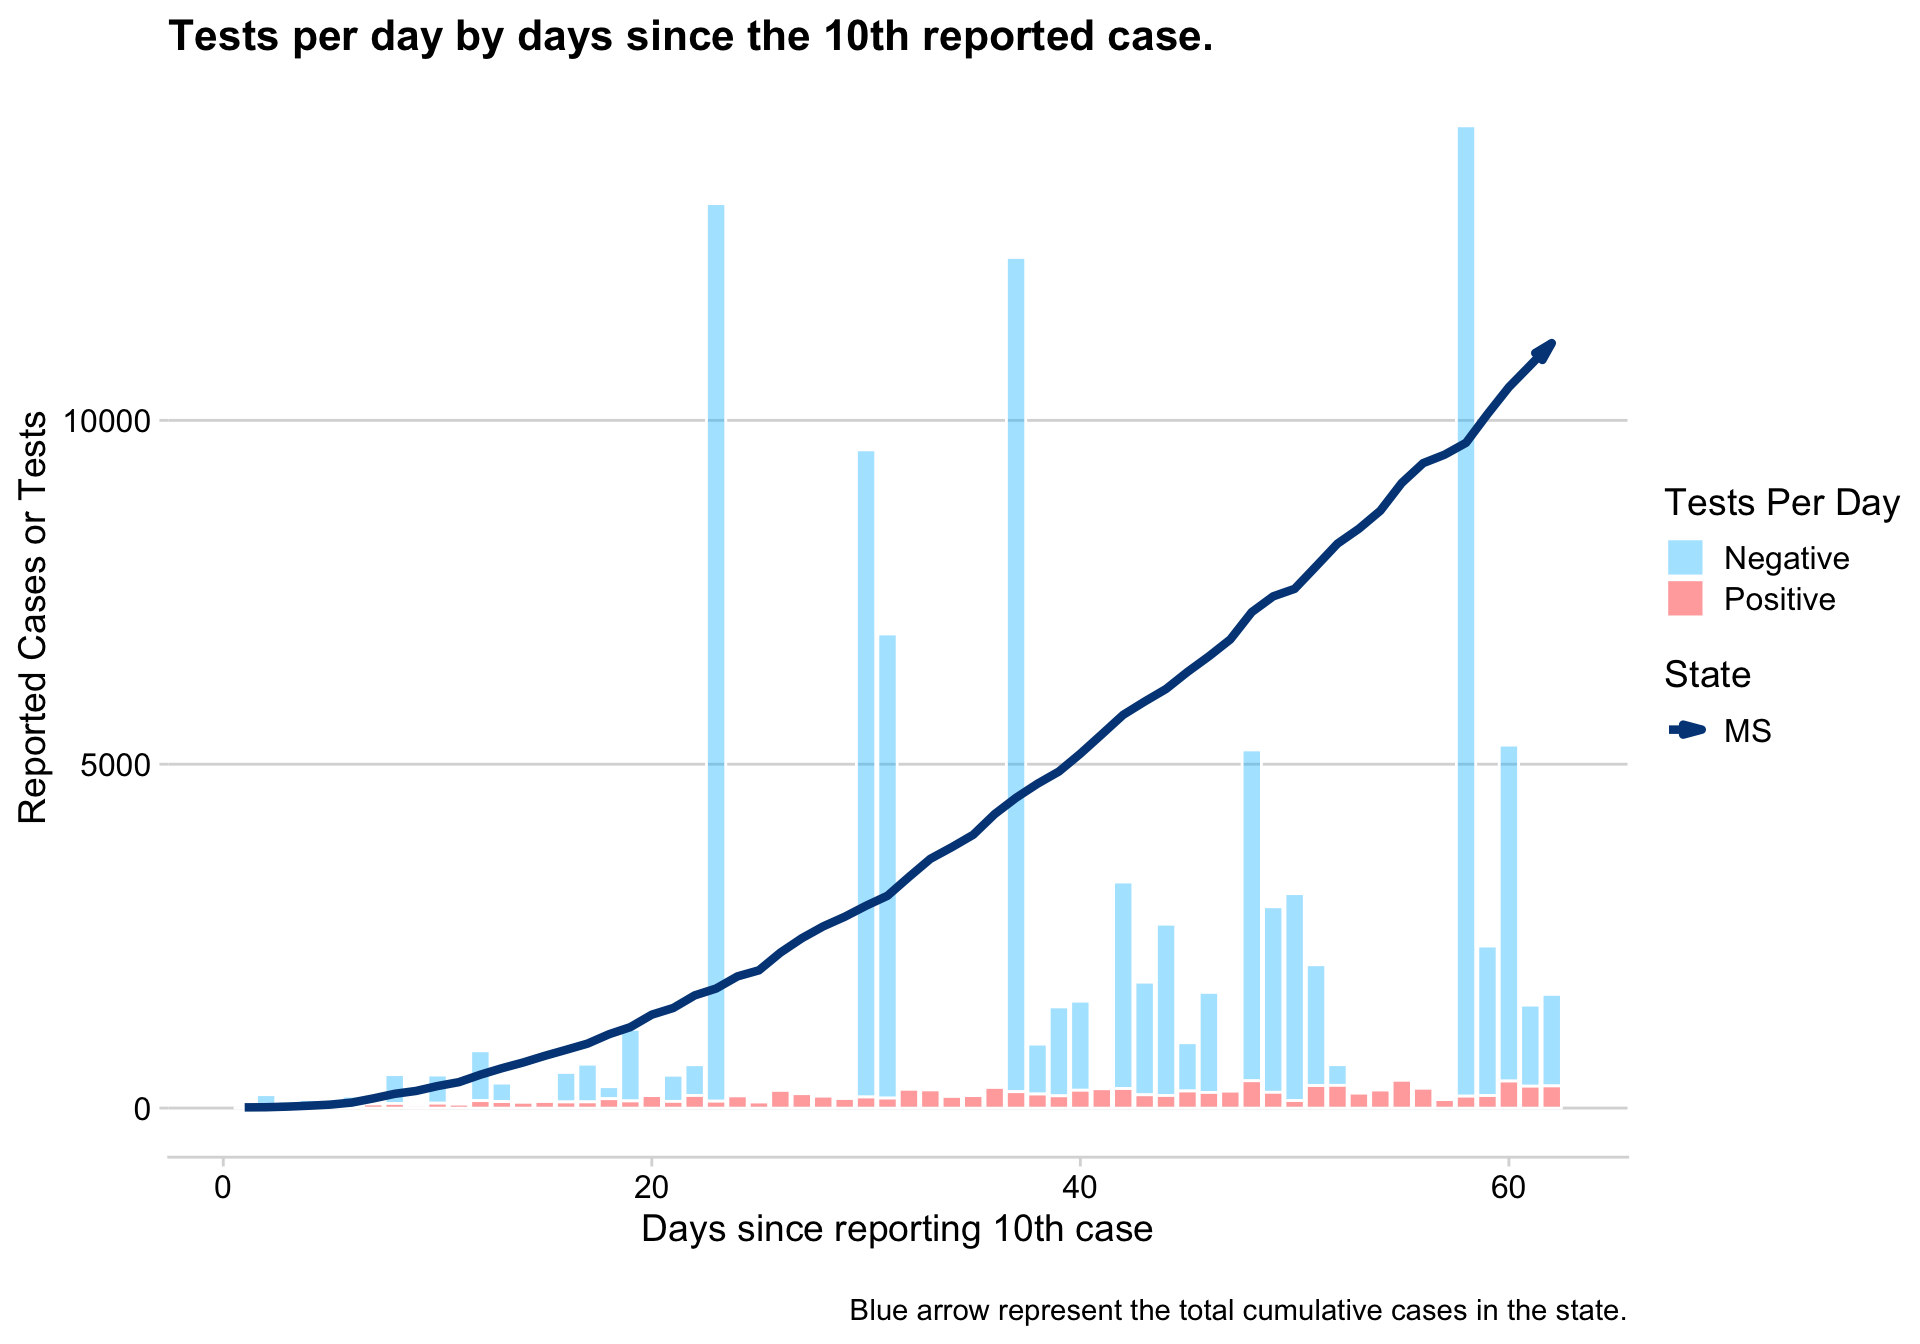 Tests per day by days since the 10th reported case.
Reported Cases or Tests
10000
5000
0
0
20
40
60
Days since reporting 10th case
Tests Per Day
Negative
Positive
State
MS
Blue arrow represent the total cumulative cases in the state.